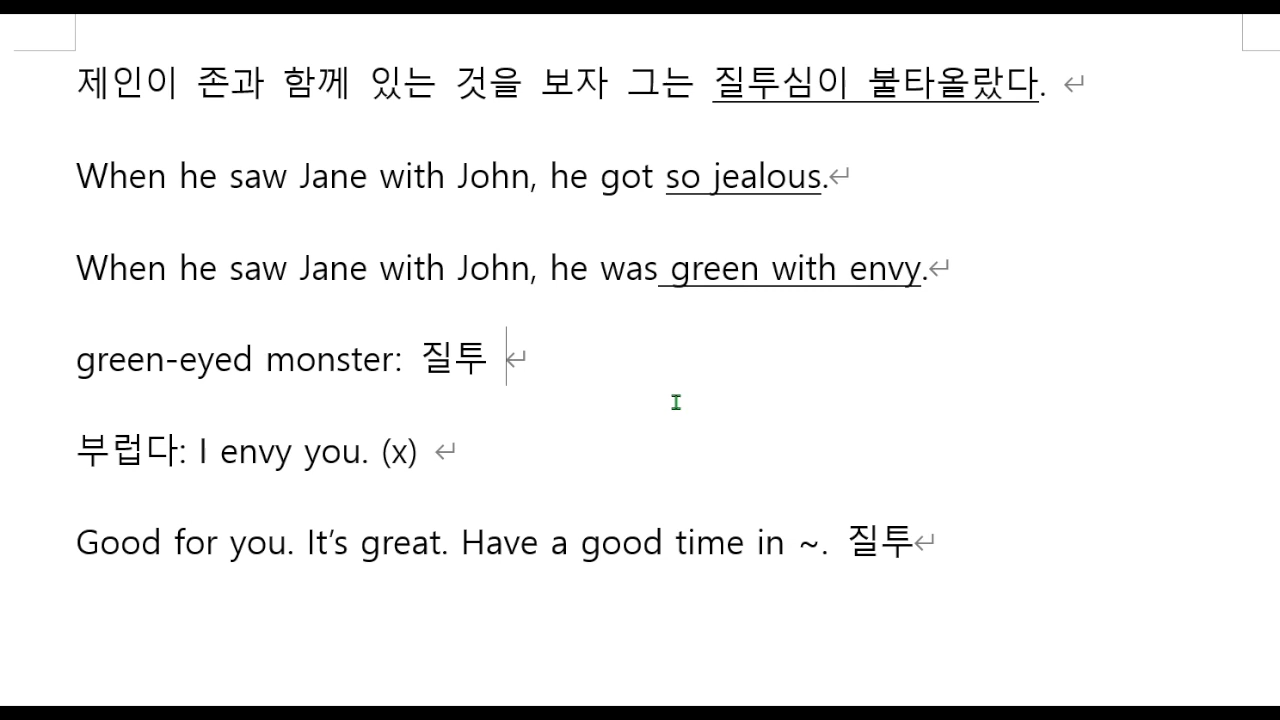 제인이 존과 함께 있는 것을 보자 그는 질투심이 불타올랐다.
When he saw Jane with John, he got so jealous.
When he saw Jane with John, he was green with envy.
green-eyed monster: 질투
부럽다: I envy you. (x)
Good for you. It’s great. Have a good time in ~. 질투